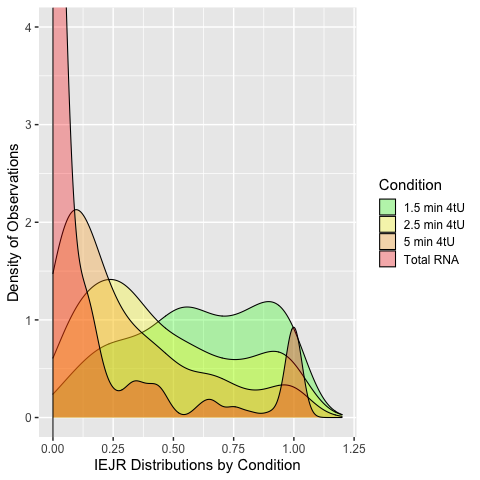 4
3
2
1
0
Density of Observations
0.00 0.25 0.50 0.75 1.00 1.25
IEJR Distributions by Condition
Condition
1.5 min 4tU
2.5 min 4tU
5 min 4tU
Total RNA